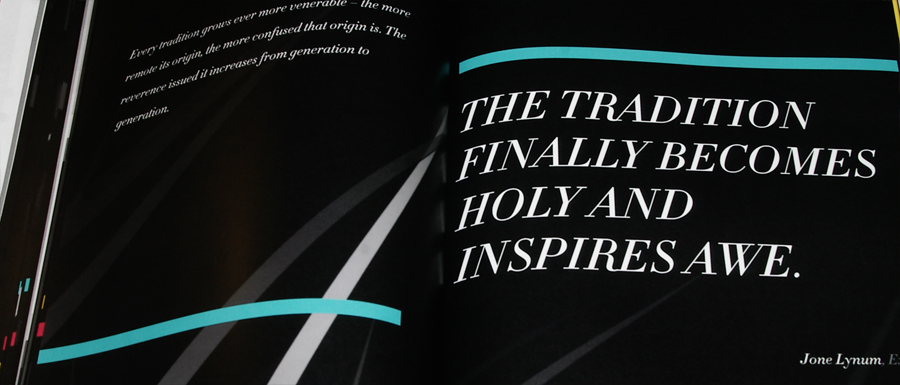 Every tradition grows ever more venerable – the more
remote its origin, the more confused that origin is. The
reverence issued it increases from generation to
generation.
THE TRADITION
FINALLY BECOMES
HOLY AND
INSPIRES AWE.
Jone Lynum,